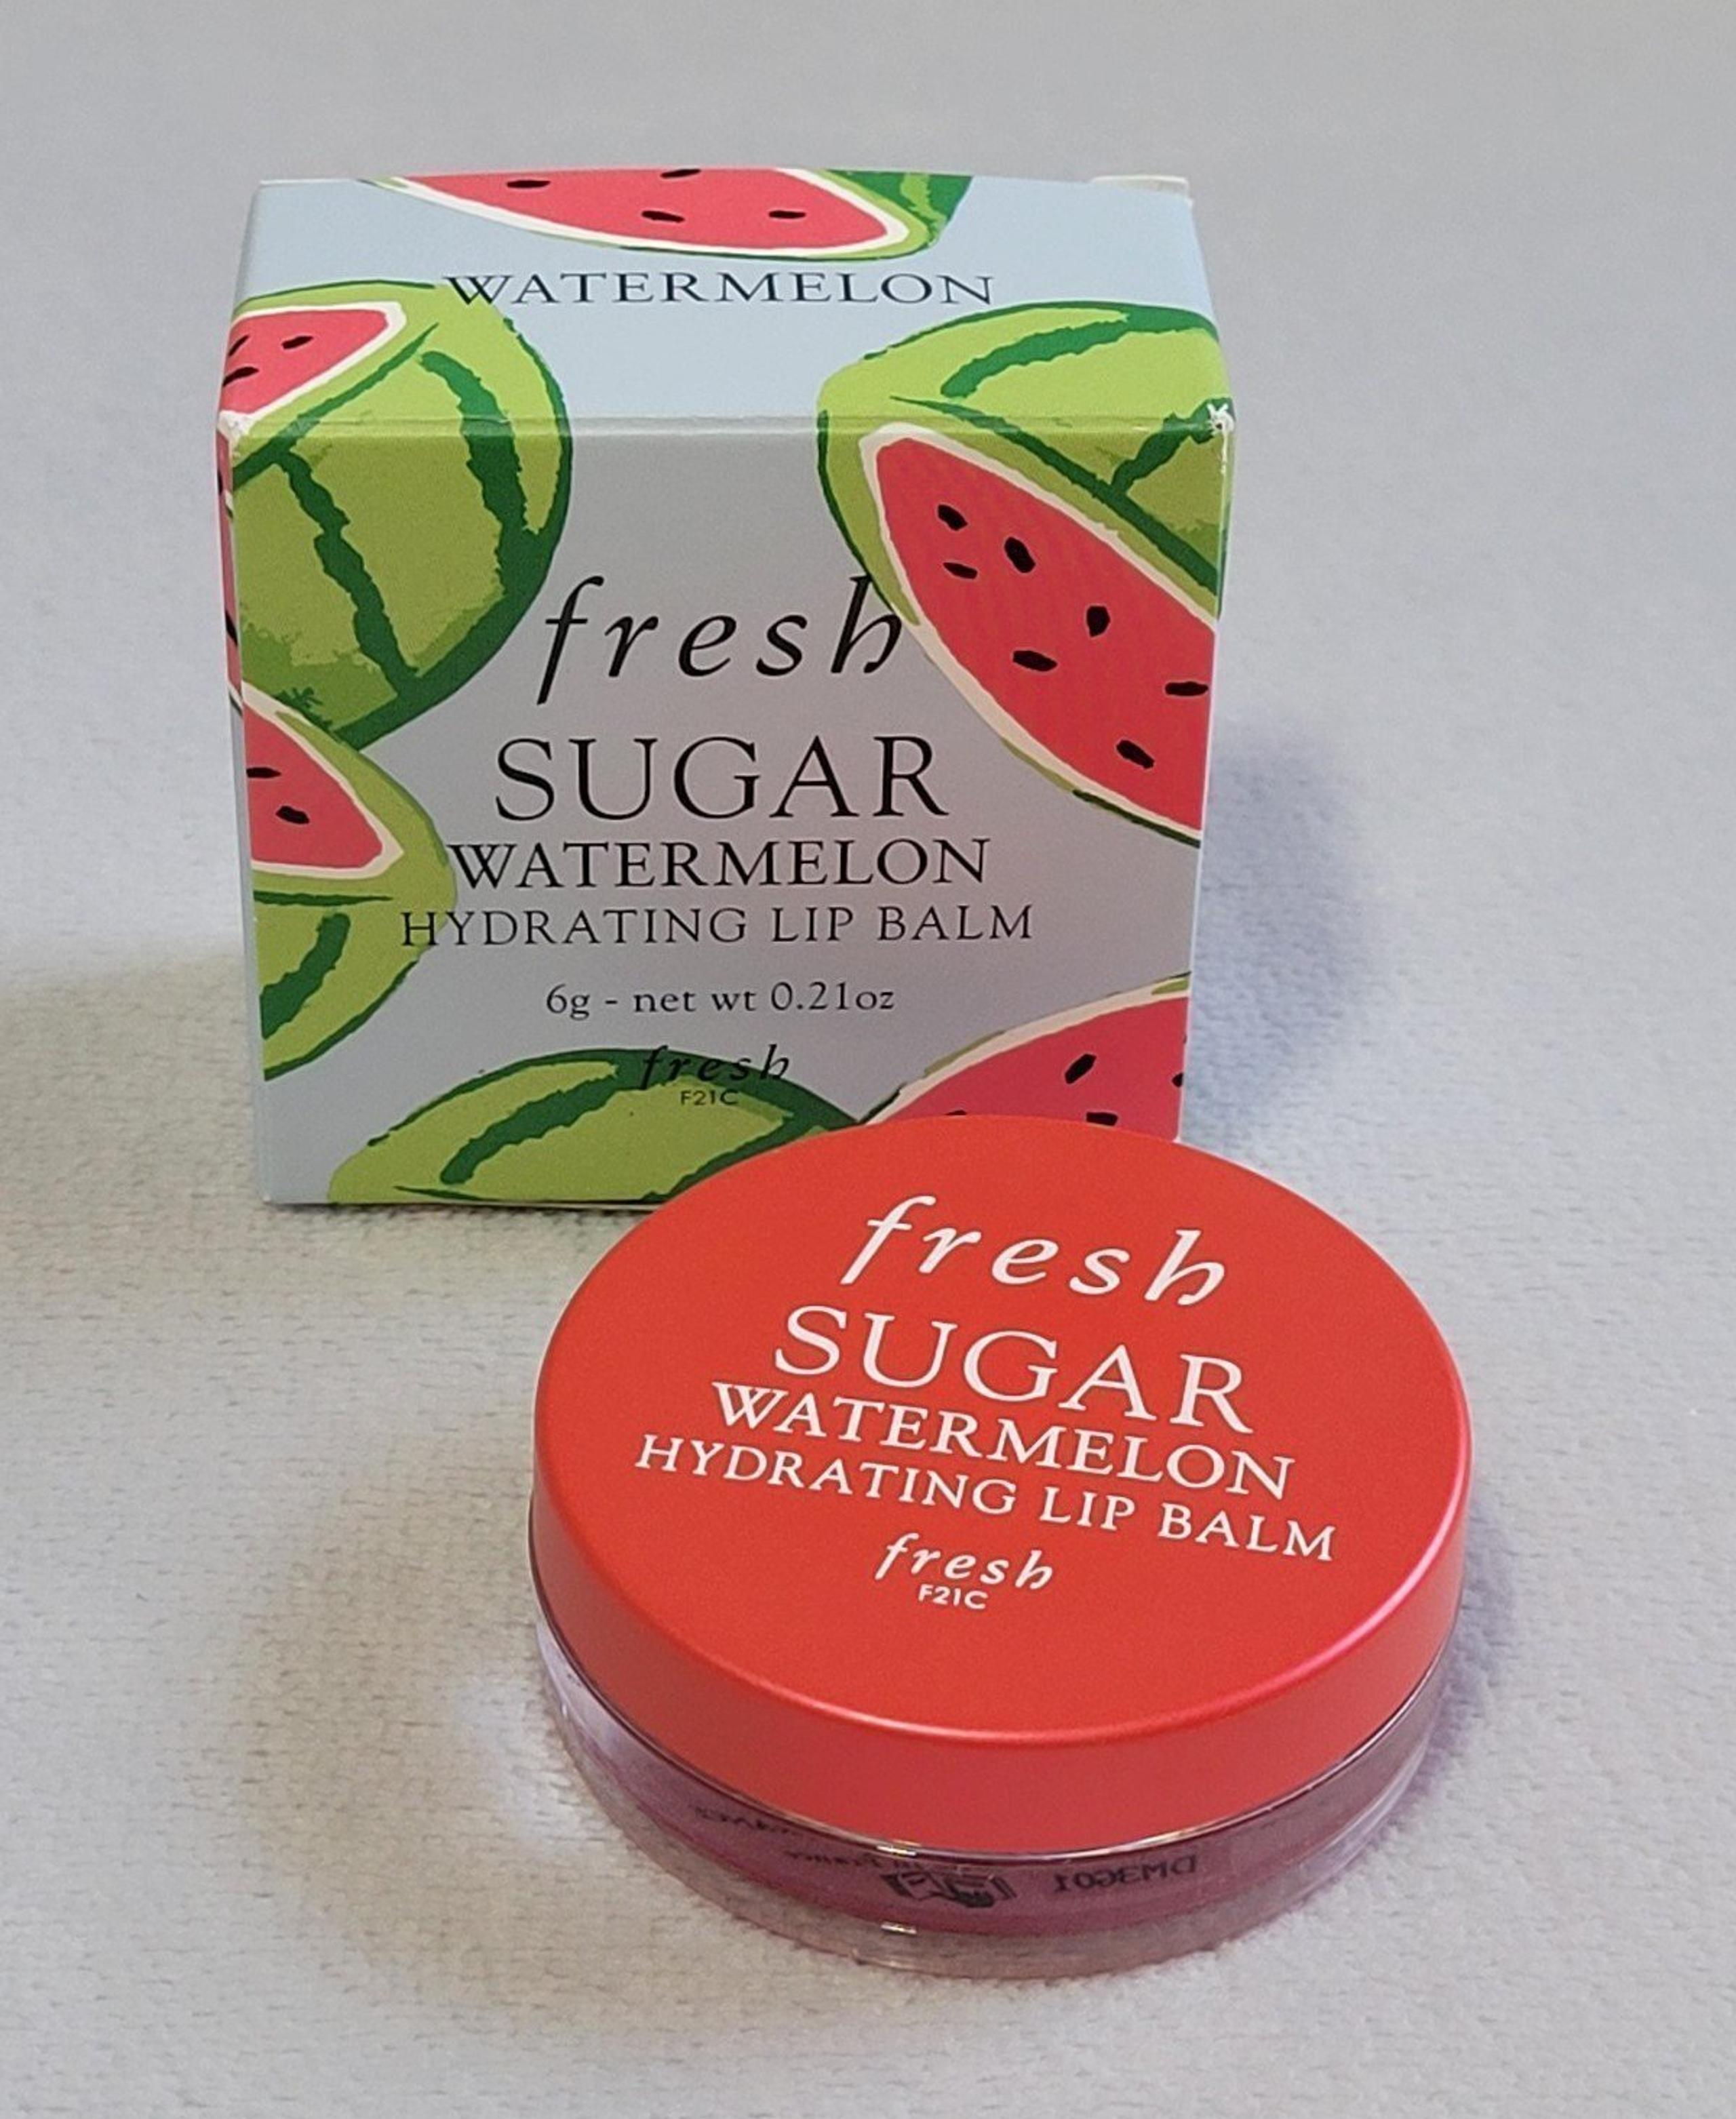 WATERMELON
fresh
SUGAR
WATERMELON
HYDRATING LIP BALM
6g - net wt 0.21oz
fresh
F21C
fresh
SUGAR
WATERMELON
HYDRATING LIP BALM
fresh
F21C